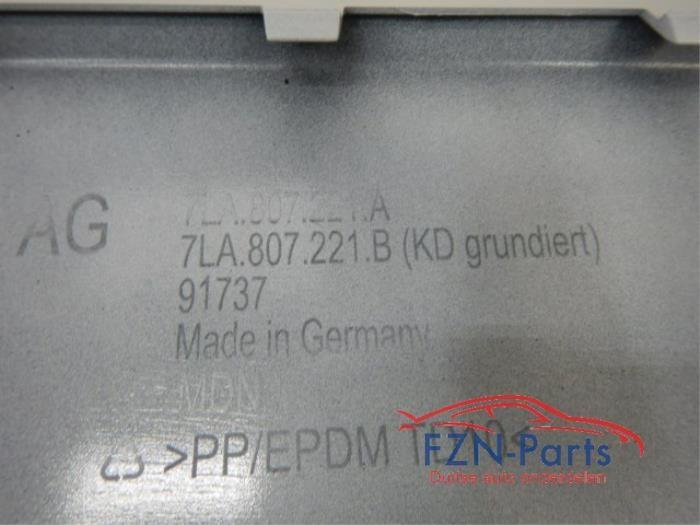 7LA.807.221.A
AG
7LA.807.221.B (KD grundiert)
91737
Made in Germany
MDN
>PP/EPDM
FZN-Parts
Duitse auto onderdelen